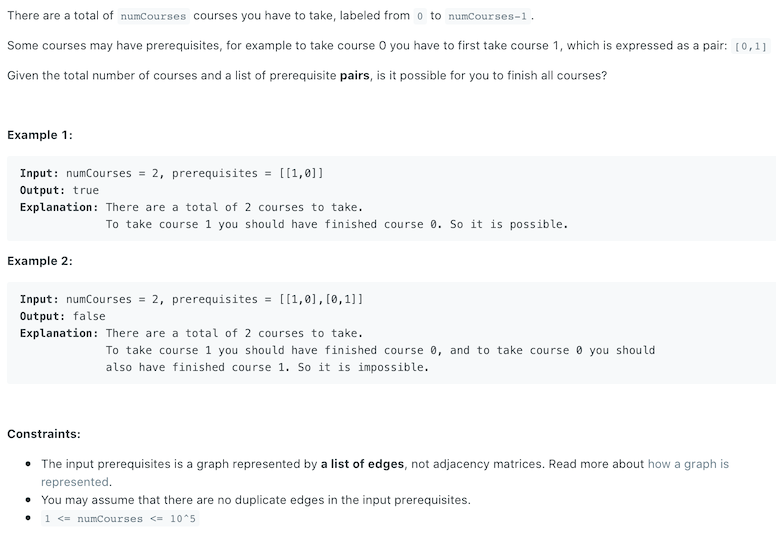 There are a total of numCourses courses you have to take, labeled from 0 to numCourses-1 .
Some courses may have prerequisites, for example to take course 0 you have to first take course 1, which is expressed as a pair: [0,1]
Given the total number of courses and a list of prerequisite pairs, is it possible for you to finish all courses?
Example 1:
Input: numCourses = 2, prerequisites = [[1,0]]
Output: true
Explanation: There are a total of 2 courses to take.
To take course 1 you should have finished course 0. So it is possible.
Example 2:
Input: numCourses = 2, prerequisites = [[1,0],[0,1]]
Output: false
Explanation: There are a total of 2 courses to take.
To take course 1 you should have finished course 0, and to take course 0 you should
also have finished course 1. So it is impossible.
Constraints:
• The input prerequisites is a graph represented by a list of edges, not adjacency matrices. Read more about how a graph is
represented.
• You may assume that there are no duplicate edges in the input prerequisites.
• 1 <= numCourses <= 10^5